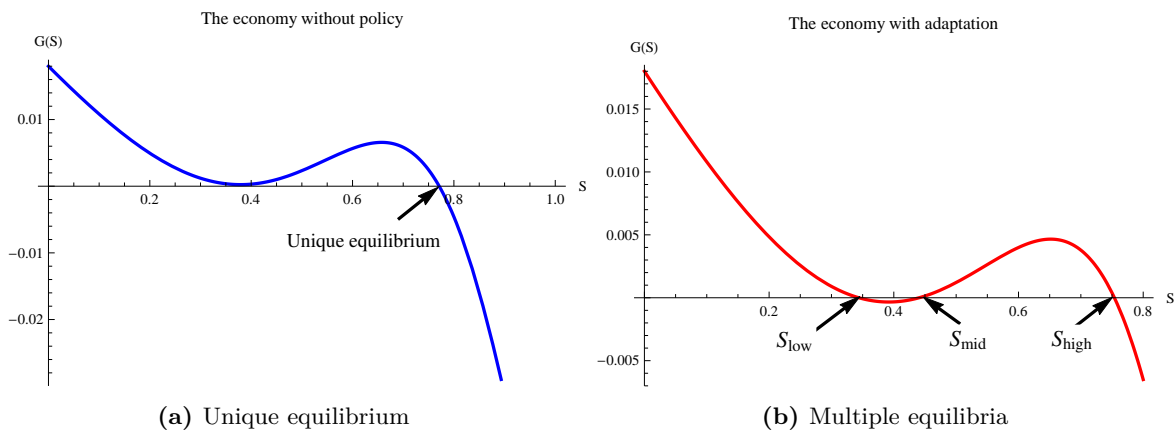 The economy without policy
G(S)
0.01
−0.01
−0.02
0.2
0.4
0.6
0.8
1.0
S
Unique equilibrium
(a) Unique equilibrium
The economy with adaptation
G(S)
0.015
0.010
0.005
−0.005
0.2
0.4
0.6
0.8
S
S_low
S_mid
S_high
(b) Multiple equilibria